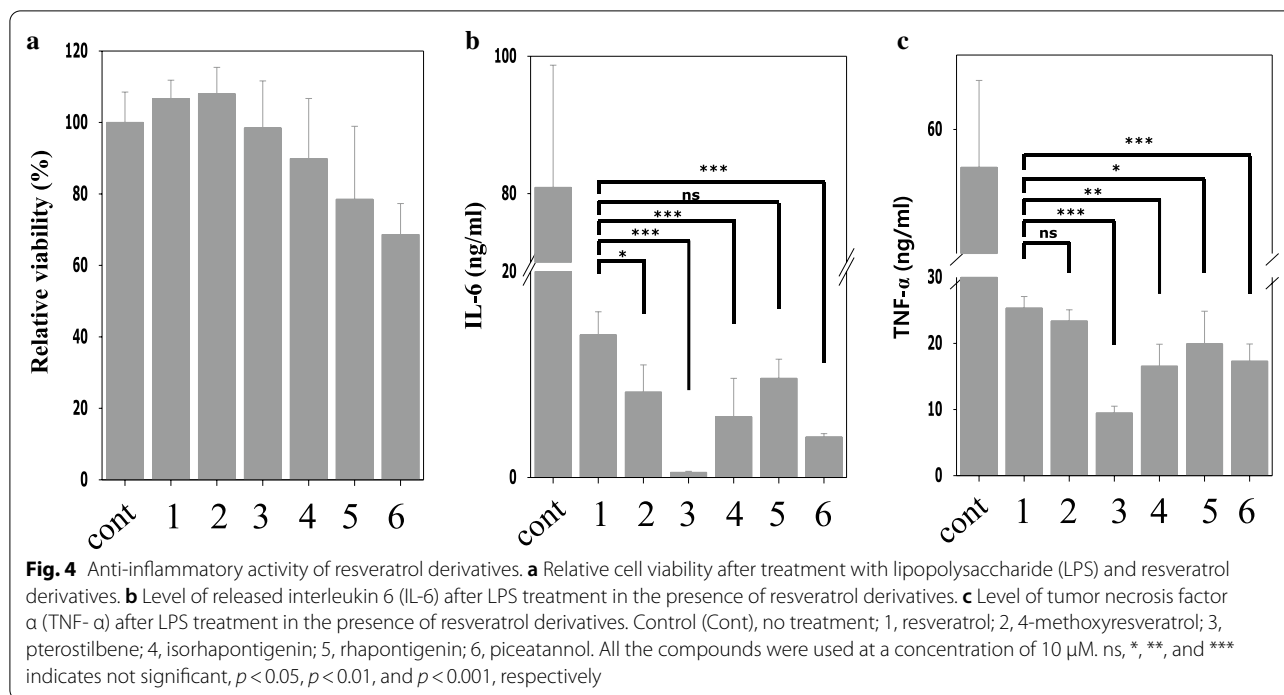 a
120
100
80
60
40
20
0
Relative viability (%)
cont 1 2 3 4 5 6
b
100
80
20
0
IL-6 (ng/ml)
***
ns
***
***
*
cont 1 2 3 4 5 6
c
60
30
20
10
0
TNF-α (ng/ml)
***
*
**
***
ns
cont 1 2 3 4 5 6
Fig. 4 Anti-inflammatory activity of resveratrol derivatives. a Relative cell viability after treatment with lipopolysaccharide (LPS) and resveratrol
derivatives. b Level of released interleukin 6 (IL-6) after LPS treatment in the presence of resveratrol derivatives. c Level of tumor necrosis factor
α (TNF- α) after LPS treatment in the presence of resveratrol derivatives. Control (Cont), no treatment; 1, resveratrol; 2, 4-methoxyresveratrol; 3,
pterostilbene; 4, isorhapontigenin; 5, rhapontigenin; 6, piceatannol. All the compounds were used at a concentration of 10 μM. ns, *, **, and ***
indicates not significant, p < 0.05, p < 0.01, and p < 0.001, respectively